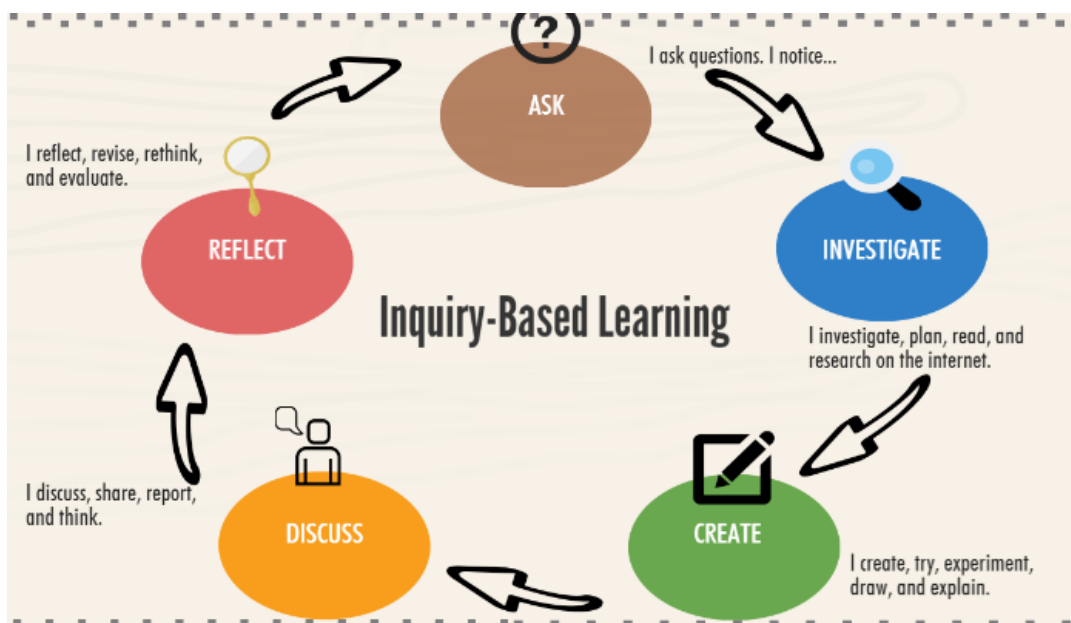 ?
ASK
I ask questions. I notice...
INVESTIGATE
I investigate, plan, read, and
research on the internet.
CREATE
I create, try, experiment,
draw, and explain.
DISCUSS
I discuss, share, report,
and think.
REFLECT
I reflect, revise, rethink,
and evaluate.
Inquiry-Based Learning